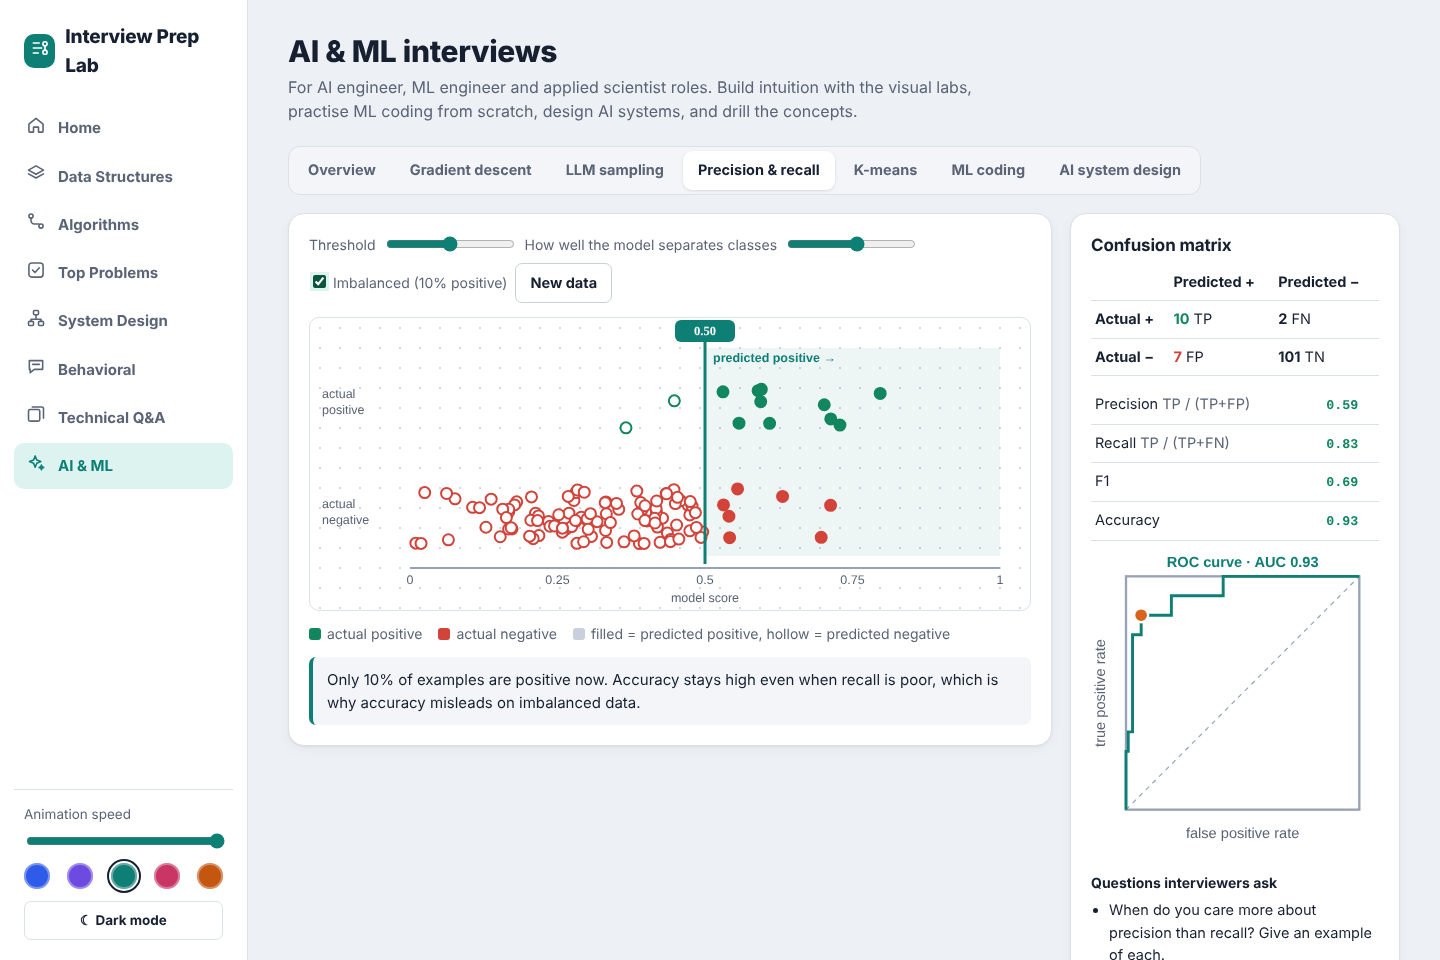 Interview Prep
Lab
Home
Data Structures
Algorithms
Top Problems
System Design
Behavioral
Technical Q&A
AI & ML
Animation speed
☾ Dark mode
AI & ML interviews
For AI engineer, ML engineer and applied scientist roles. Build intuition with the visual labs,
practise ML coding from scratch, design AI systems, and drill the concepts.
Overview Gradient descent LLM sampling Precision & recall K-means ML coding AI system design
Threshold How well the model separates classes
Imbalanced (10% positive) New data
0.50
predicted positive →
actual
positive
actual
negative
0 0.25 0.5 0.75 1
model score
actual positive actual negative filled = predicted positive, hollow = predicted negative
Only 10% of examples are positive now. Accuracy stays high even when recall is poor, which is
why accuracy misleads on imbalanced data.
Confusion matrix
Predicted + Predicted −
Actual + 10 TP 2 FN
Actual − 7 FP 101 TN
Precision TP / (TP+FP) 0.59
Recall TP / (TP+FN) 0.83
F1 0.69
Accuracy 0.93
ROC curve · AUC 0.93
true positive rate
false positive rate
Questions interviewers ask
• When do you care more about
precision than recall? Give an example
of each.